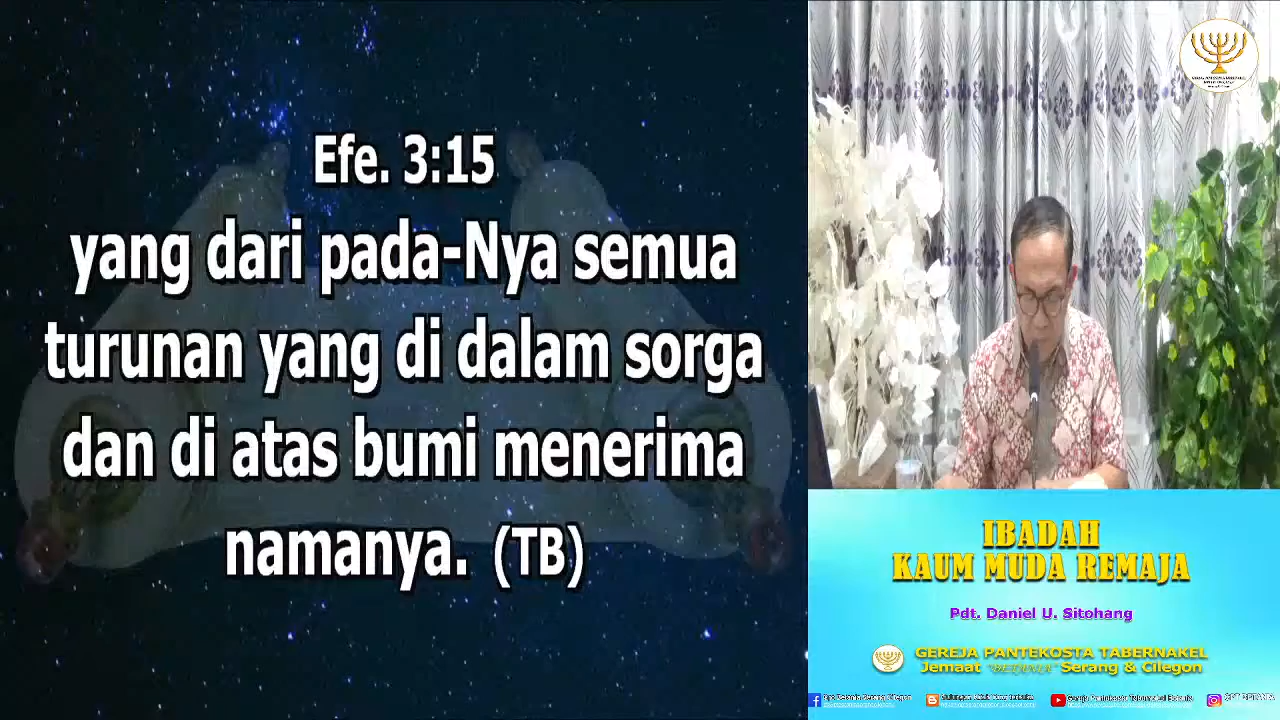 Efe. 3:15
yang dari pada-Nya semua
turunan yang di dalam sorga
dan di atas bumi menerima
namanya. (TB)
IBADAH
KAUM MUDA REMAJA
Pdt. Daniel U. Sitohang
GEREJA PANTEKOSTA TABERNAKEL
Jemaat "BETANIA" Serang & Cilegon